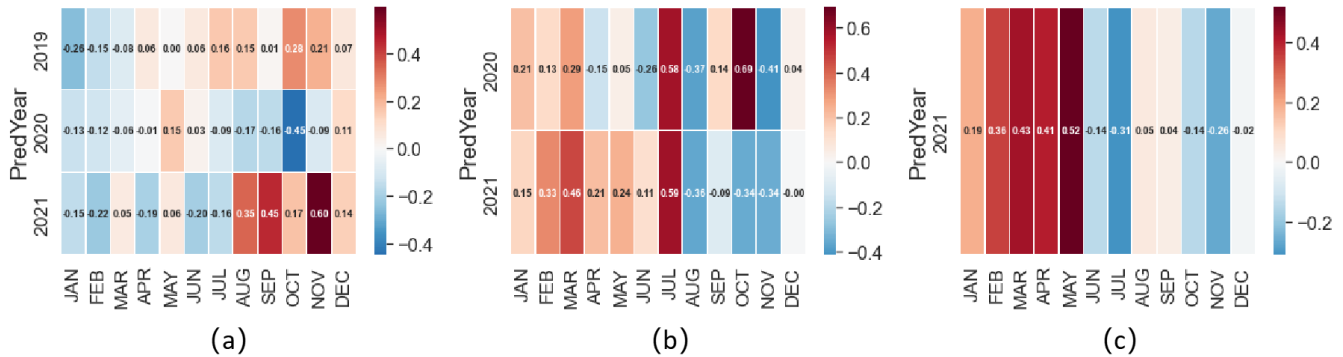 PredYear
2019
-0.26 -0.15 -0.08 0.06 0.00 0.06 0.16 0.15 0.01 0.28 0.21 0.07
2020
-0.13 -0.12 -0.06 -0.01 0.15 0.03 -0.09 -0.17 -0.16 -0.45 -0.09 0.11
2021
-0.15 -0.22 0.05 -0.19 0.06 -0.20 -0.16 0.35 0.45 0.17 0.60 0.14
JAN FEB MAR APR MAY JUN JUL AUG SEP OCT NOV DEC
0.4
0.2
0.0
−0.2
−0.4
(a)
PredYear
2020
0.21 0.13 0.29 -0.15 0.05 -0.26 0.58 -0.37 0.14 0.69 -0.41 0.04
2021
0.15 0.33 0.46 0.21 0.24 0.11 0.59 -0.36 -0.09 -0.34 -0.34 -0.00
JAN FEB MAR APR MAY JUN JUL AUG SEP OCT NOV DEC
0.6
0.4
0.2
0.0
−0.2
−0.4
(b)
PredYear
2021
0.19 0.36 0.43 0.41 0.52 -0.14 -0.31 0.05 0.04 -0.14 -0.26 -0.02
JAN FEB MAR APR MAY JUN JUL AUG SEP OCT NOV DEC
0.4
0.2
0.0
−0.2
(c)